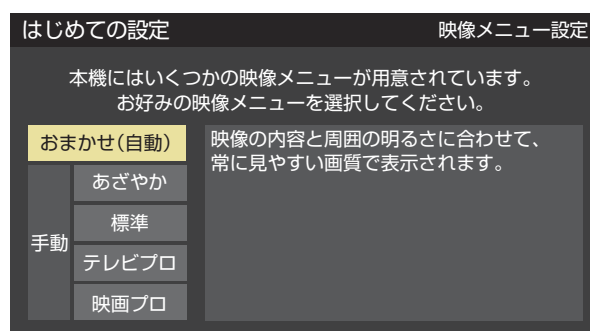 はじめての設定
映像メニュー設定
本機にはいくつかの映像メニューが用意されています。
お好みの映像メニューを選択してください。
おまかせ(自動)
手動
あざやか
標準
テレビプロ
映画プロ
映像の内容と周囲の明るさに合わせて、
常に見やすい画質で表示されます。